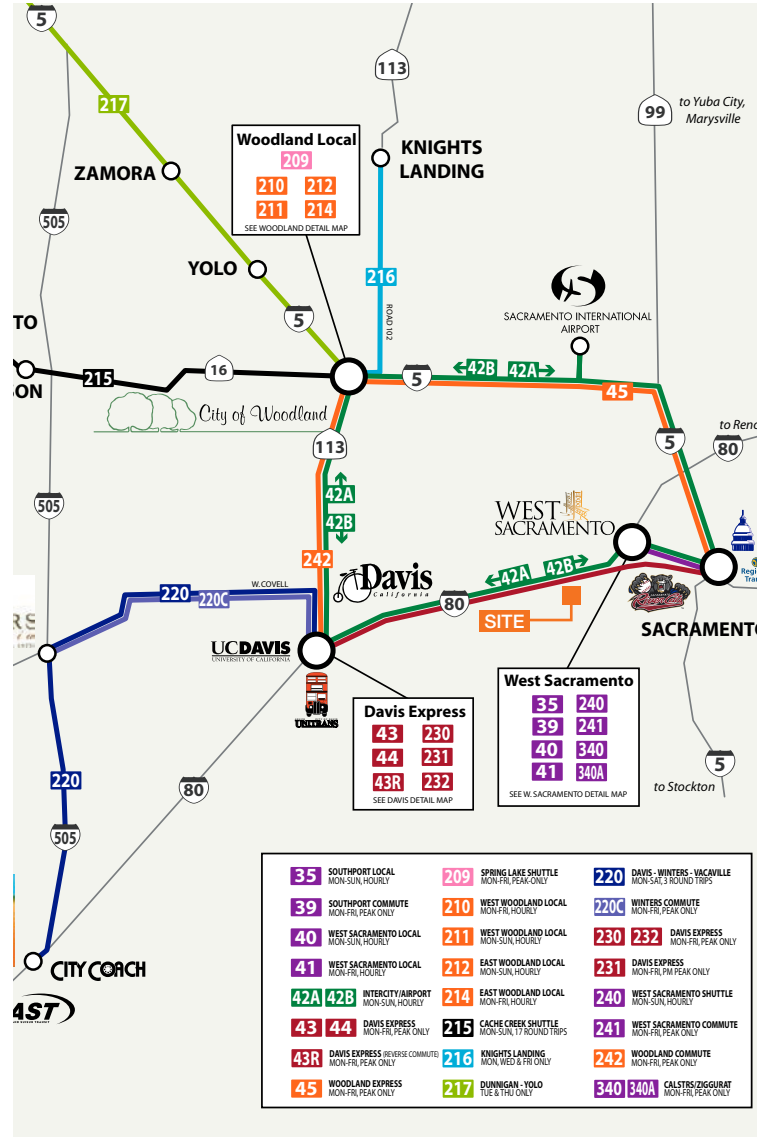 5
113
99
to Yuba City,
Marysville
217
Woodland Local
209
210 212
211 214
SEE WOODLAND DETAIL MAP
KNIGHTS
LANDING
ZAMORA
505
YOLO
216
ROAD 102
5
SACRAMENTO INTERNATIONAL
AIRPORT
TO
SON
215
16
5
42B 42A
45
City of Woodland
113
5
to Reno
80
505
42A
42B
WEST
SACRAMENTO
242
W. COVELL
220
220C
Davis
California
42A 42B
80
SITE
SACRAMENTO
RS
UCDAVIS
UNIVERSITY OF CALIFORNIA
UNITRANS
Davis Express
43 230
44 231
43R 232
SEE DAVIS DETAIL MAP
West Sacramento
35 240
39 241
40 340
41 340A
SEE W. SACRAMENTO DETAIL MAP
5
to Stockton
220
80
505
CITY COACH
AST
35 SOUTHPORT LOCAL
MON-SUN, HOURLY
39 SOUTHPORT COMMUTE
MON-FRI, PEAK ONLY
40 WEST SACRAMENTO LOCAL
MON-SUN, HOURLY
41 WEST SACRAMENTO LOCAL
MON-FRI, HOURLY
42A 42B INTERCITY/AIRPORT
MON-SUN, HOURLY
43 44 DAVIS EXPRESS
MON-FRI, PEAK ONLY
43R DAVIS EXPRESS (REVERSE COMMUTE)
MON-FRI, PEAK ONLY
45 WOODLAND EXPRESS
MON-FRI, PEAK ONLY
209 SPRING LAKE SHUTTLE
MON-FRI, PEAK-ONLY
210 WEST WOODLAND LOCAL
MON-FRI, HOURLY
211 WEST WOODLAND LOCAL
MON-SUN, HOURLY
212 EAST WOODLAND LOCAL
MON-SUN, HOURLY
214 EAST WOODLAND LOCAL
MON-FRI, HOURLY
215 CACHE CREEK SHUTTLE
MON-SUN, 17 ROUND TRIPS
216 KNIGHTS LANDING
MON, WED & FRI ONLY
217 DUNNIGAN - YOLO
TUE & THU ONLY
220 DAVIS - WINTERS - VACAVILLE
MON-SAT, 3 ROUND TRIPS
220C WINTERS COMMUTE
MON-FRI, PEAK ONLY
230 232 DAVIS EXPRESS
MON-FRI, PEAK ONLY
231 DAVIS EXPRESS
MON-FRI, PM PEAK ONLY
240 WEST SACRAMENTO SHUTTLE
MON-SUN, HOURLY
241 WEST SACRAMENTO COMMUTE
MON-FRI, PEAK ONLY
242 WOODLAND COMMUTE
MON-FRI, PEAK ONLY
340 340A CALSTRS/ZIGGURAT
MON-FRI, PEAK ONLY